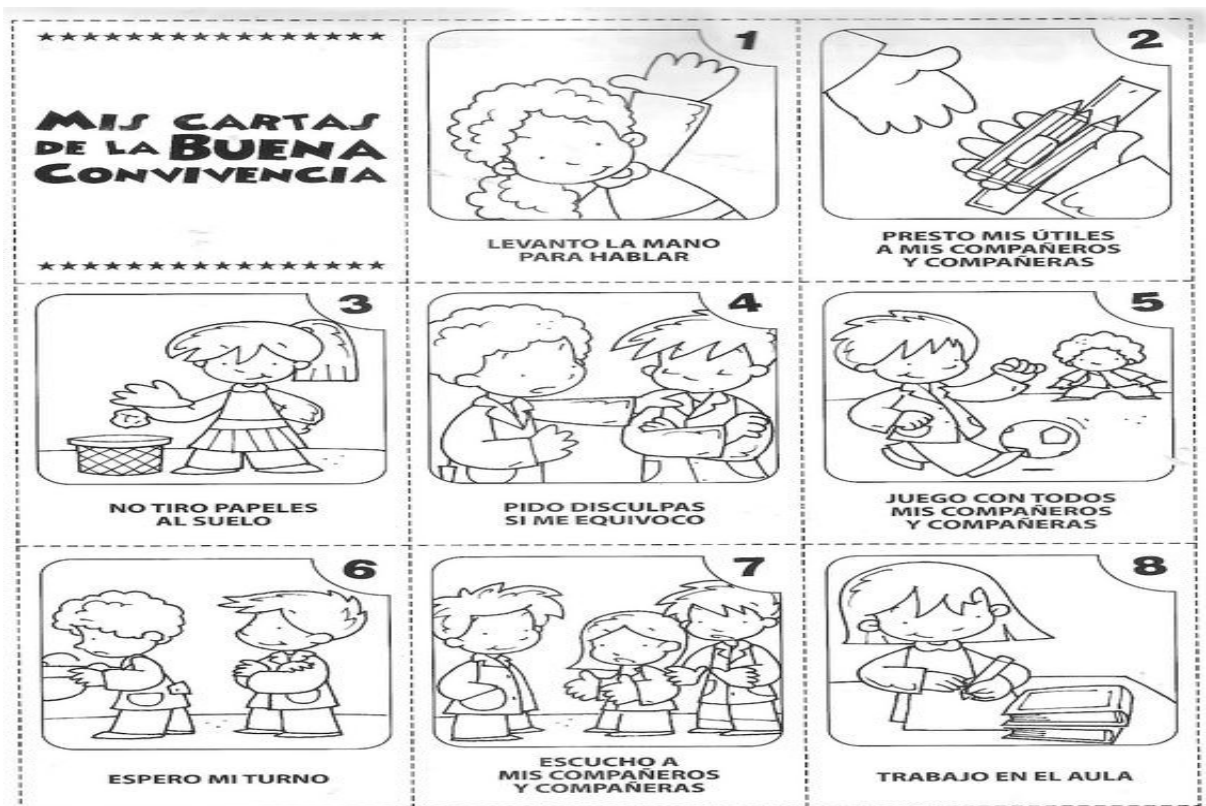 MIS CARTAS
DE LA BUENA
CONVIVENCIA
1
LEVANTO LA MANO
PARA HABLAR
2
PRESTO MIS ÚTILES
A MIS COMPAÑEROS
Y COMPAÑERAS
3
NO TIRO PAPELES
AL SUELO
4
PIDO DISCULPAS
SI ME EQUIVOCO
5
JUEGO CON TODOS
MIS COMPAÑEROS
Y COMPAÑERAS
6
ESPERO MI TURNO
7
ESCUCHO A
MIS COMPAÑEROS
Y COMPAÑERAS
8
TRABAJO EN EL AULA